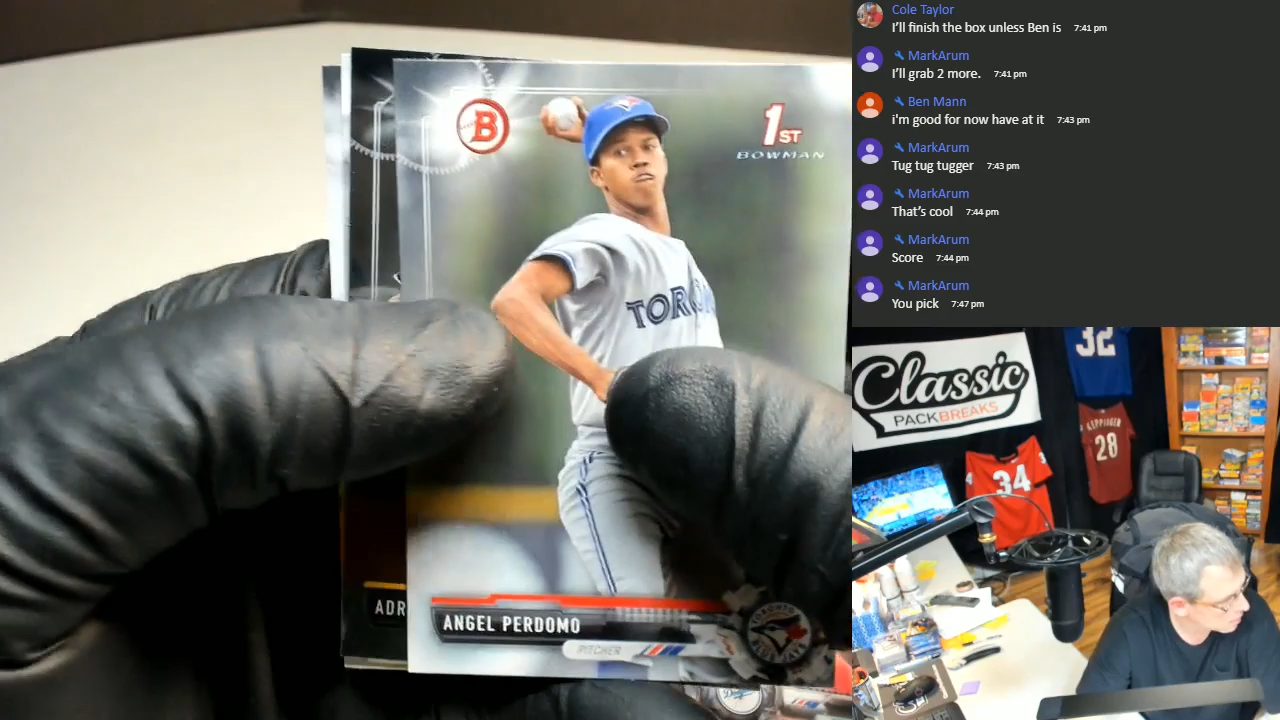 B
1ST
BOWMAN
TORO
ADR
ANGEL PERDOMO
PITCHER
TORONTO
Cole Taylor
I'll finish the box unless Ben is 7:41 pm
MarkArum
I'll grab 2 more. 7:41 pm
Ben Mann
i'm good for now have at it 7:43 pm
MarkArum
Tug tug tugger 7:43 pm
MarkArum
That's cool 7:44 pm
MarkArum
Score 7:44 pm
MarkArum
You pick 7:47 pm
Classic
PACKBREAKS
32
KEPPINGER
28
34